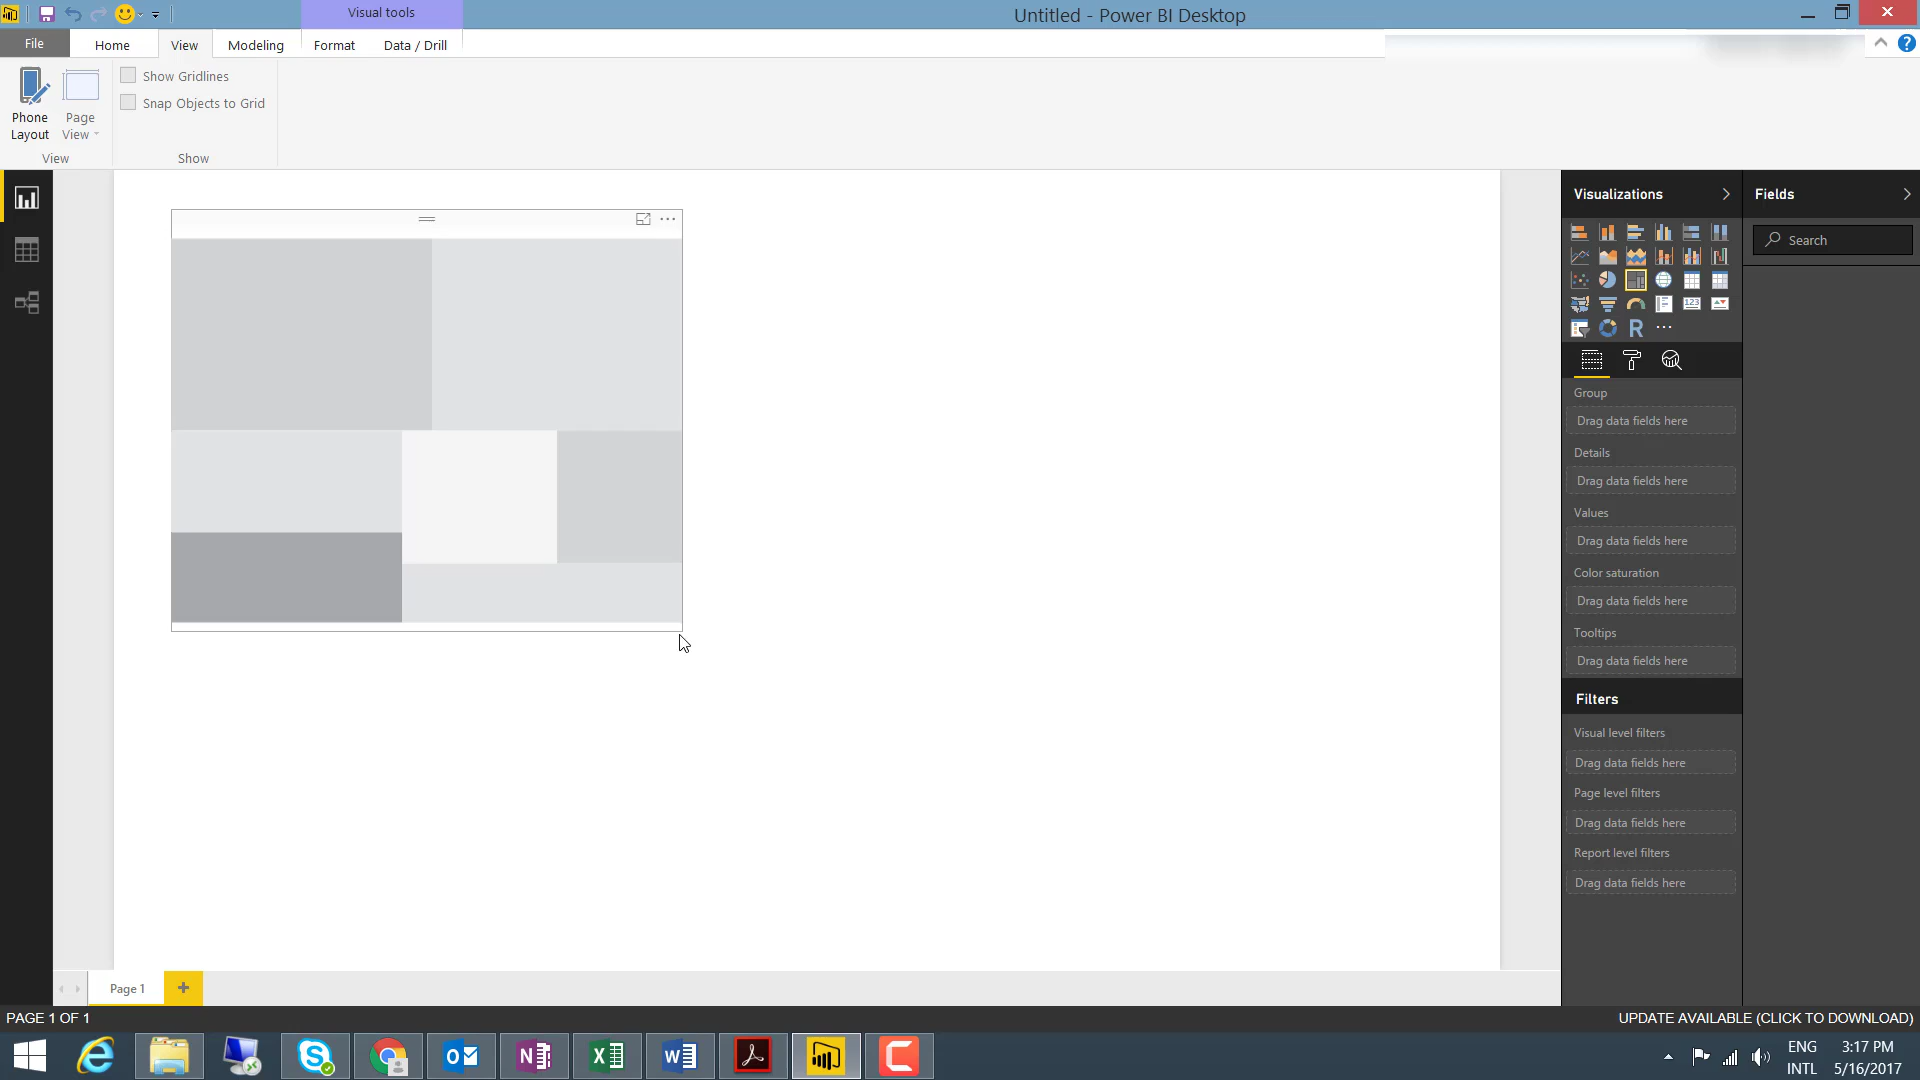 Visual tools
Untitled - Power BI Desktop
File
Home
View
Modeling
Format
Data / Drill
Phone
Layout
Page
View
Show Gridlines
Snap Objects to Grid
View
Show
Visualizations
Fields
Search
123
R
Group
Drag data fields here
Details
Drag data fields here
Values
Drag data fields here
Color saturation
Drag data fields here
Tooltips
Drag data fields here
Filters
Visual level filters
Drag data fields here
Page level filters
Drag data fields here
Report level filters
Drag data fields here
Page 1
PAGE 1 OF 1
UPDATE AVAILABLE (CLICK TO DOWNLOAD)
ENG
INTL
3:17 PM
5/16/2017